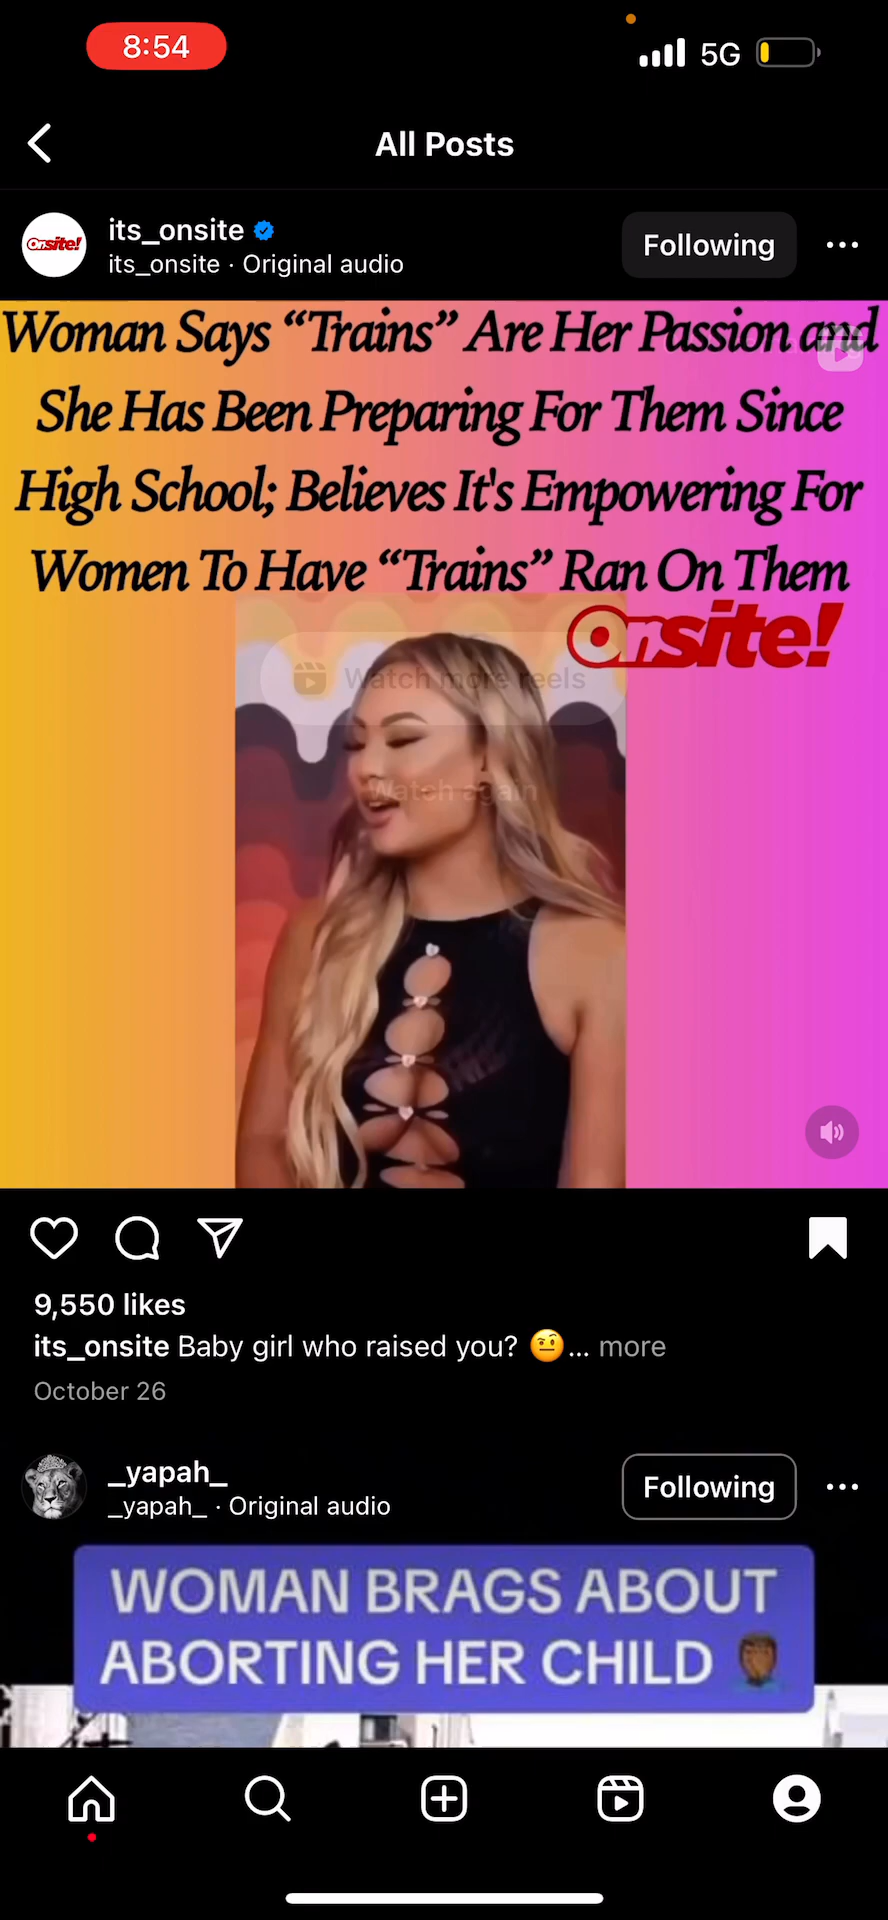 8:54
5G
All Posts
Onsite!
its_onsite
its_onsite · Original audio
Following
Woman Says “Trains” Are Her Passion and
She Has Been Preparing For Them Since
High School; Believes It's Empowering For
Women To Have “Trains” Ran On Them
Onsite!
Watch more reels
Watch again
9,550 likes
its_onsite Baby girl who raised you? 🤨... more
October 26
_yapah_
_yapah_ · Original audio
Following
WOMAN BRAGS ABOUT
ABORTING HER CHILD 🤦🏾‍♂️